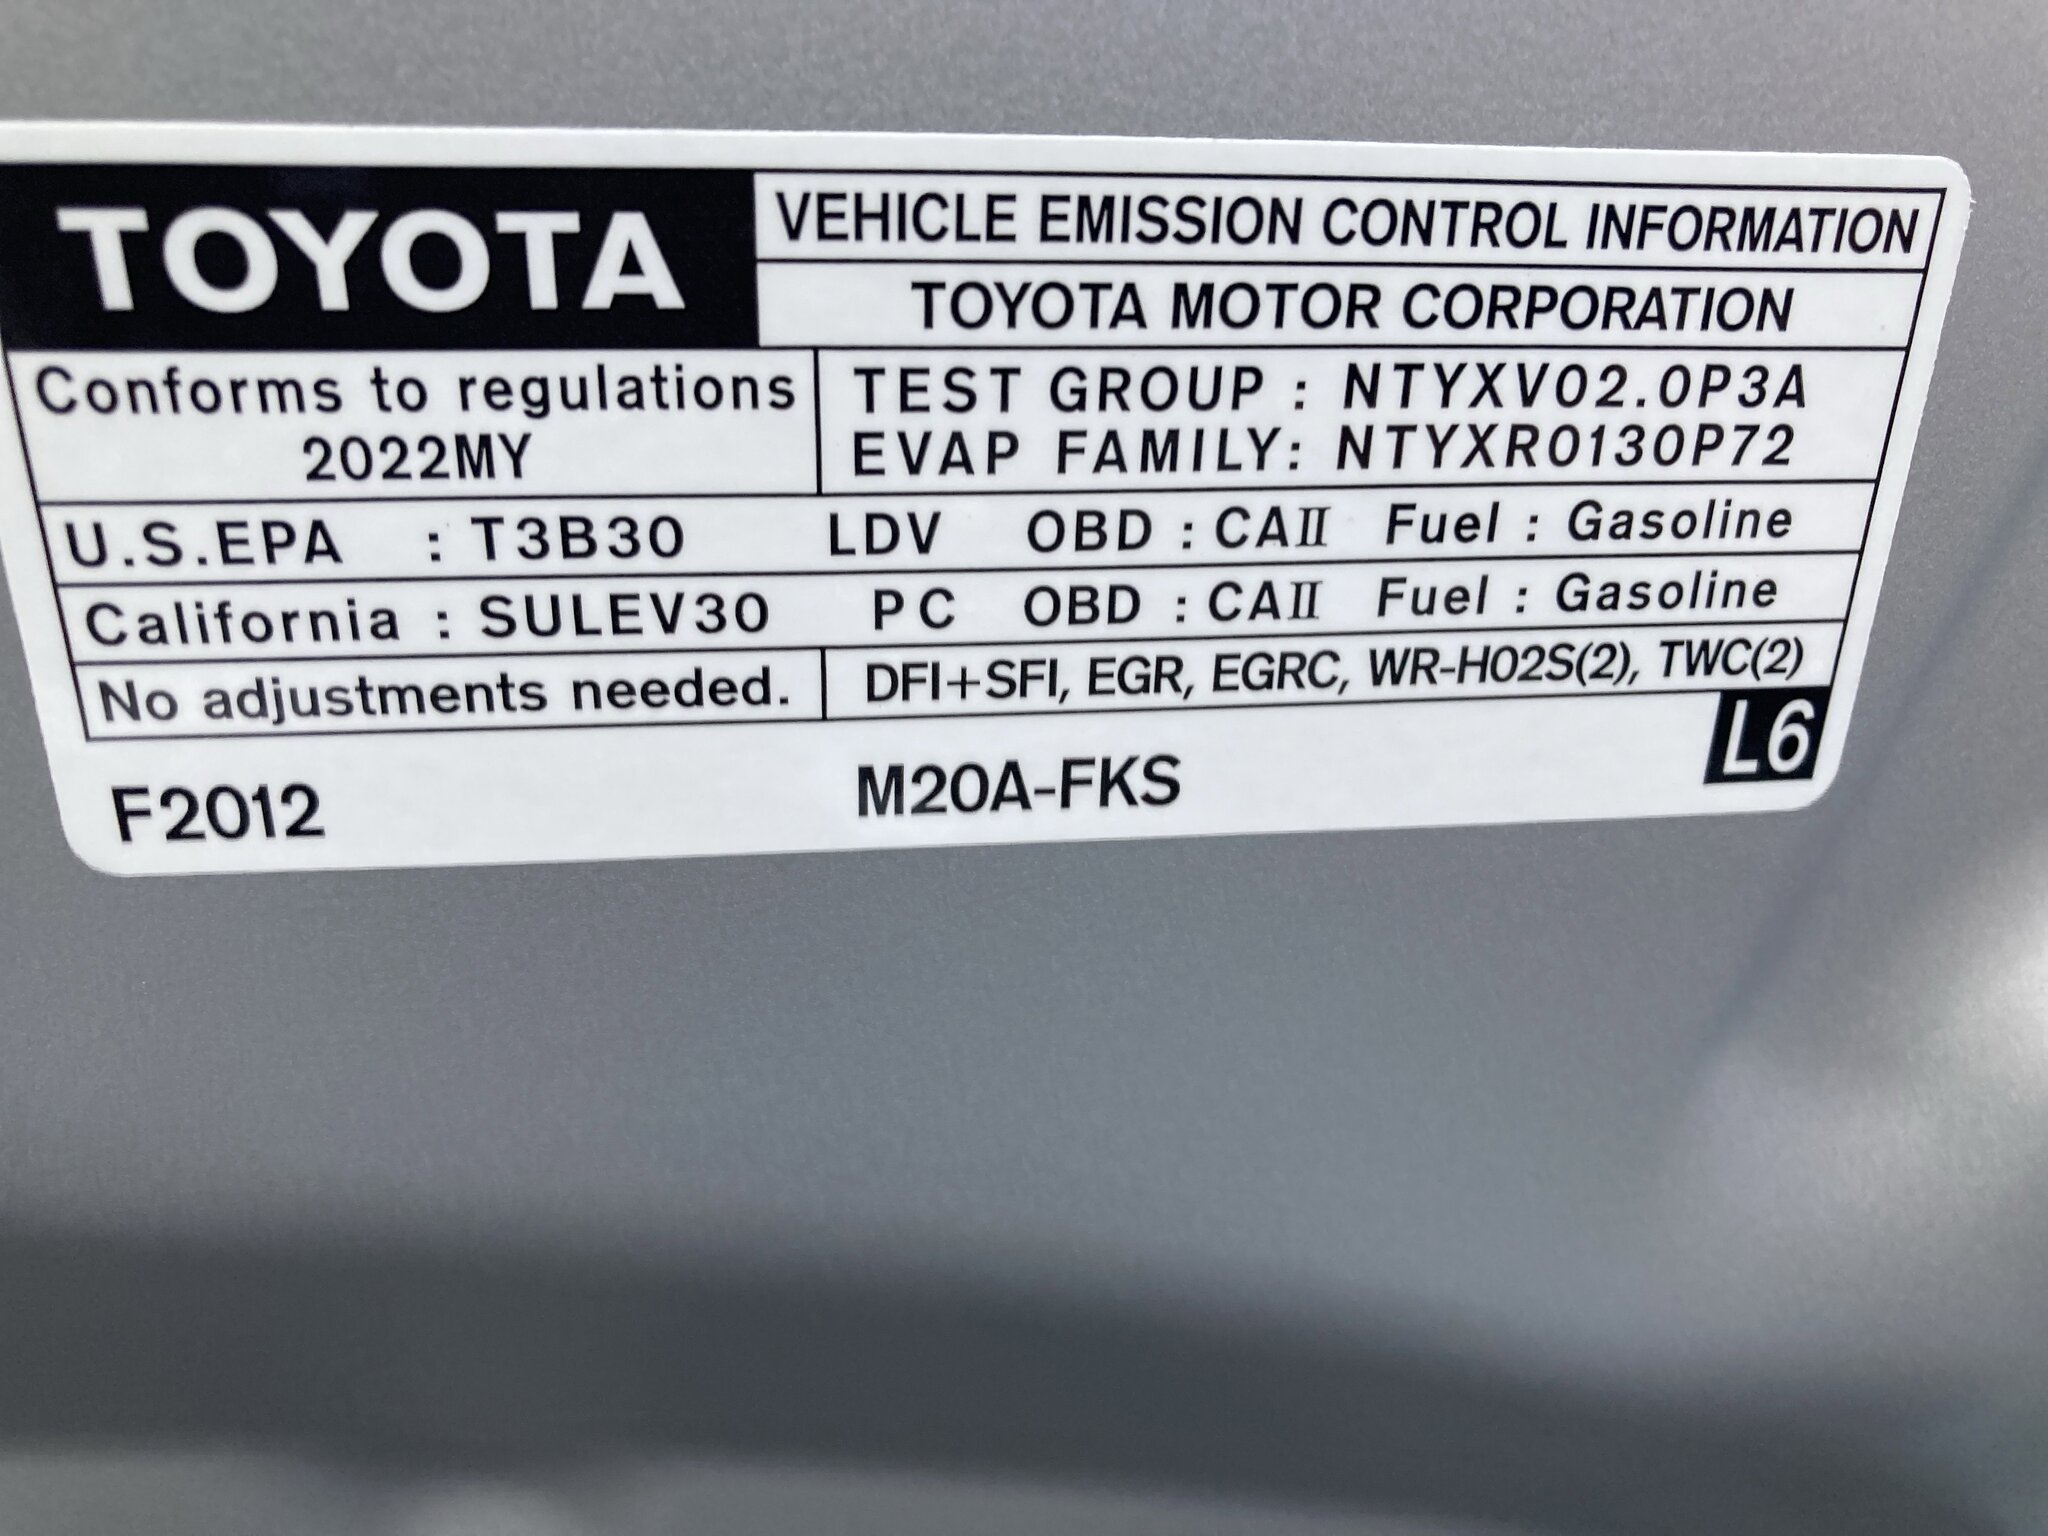 TOYOTA
VEHICLE EMISSION CONTROL INFORMATION
TOYOTA MOTOR CORPORATION
Conforms to regulations
2022MY
TEST GROUP : NTYXV02.0P3A
EVAP FAMILY: NTYXR0130P72
U.S.EPA : T3B30 LDV OBD : CAII Fuel : Gasoline
California : SULEV30 PC OBD : CAII Fuel : Gasoline
No adjustments needed.
DFI+SFI, EGR, EGRC, WR-HO2S(2), TWC(2)
L6
F2012
M20A-FKS